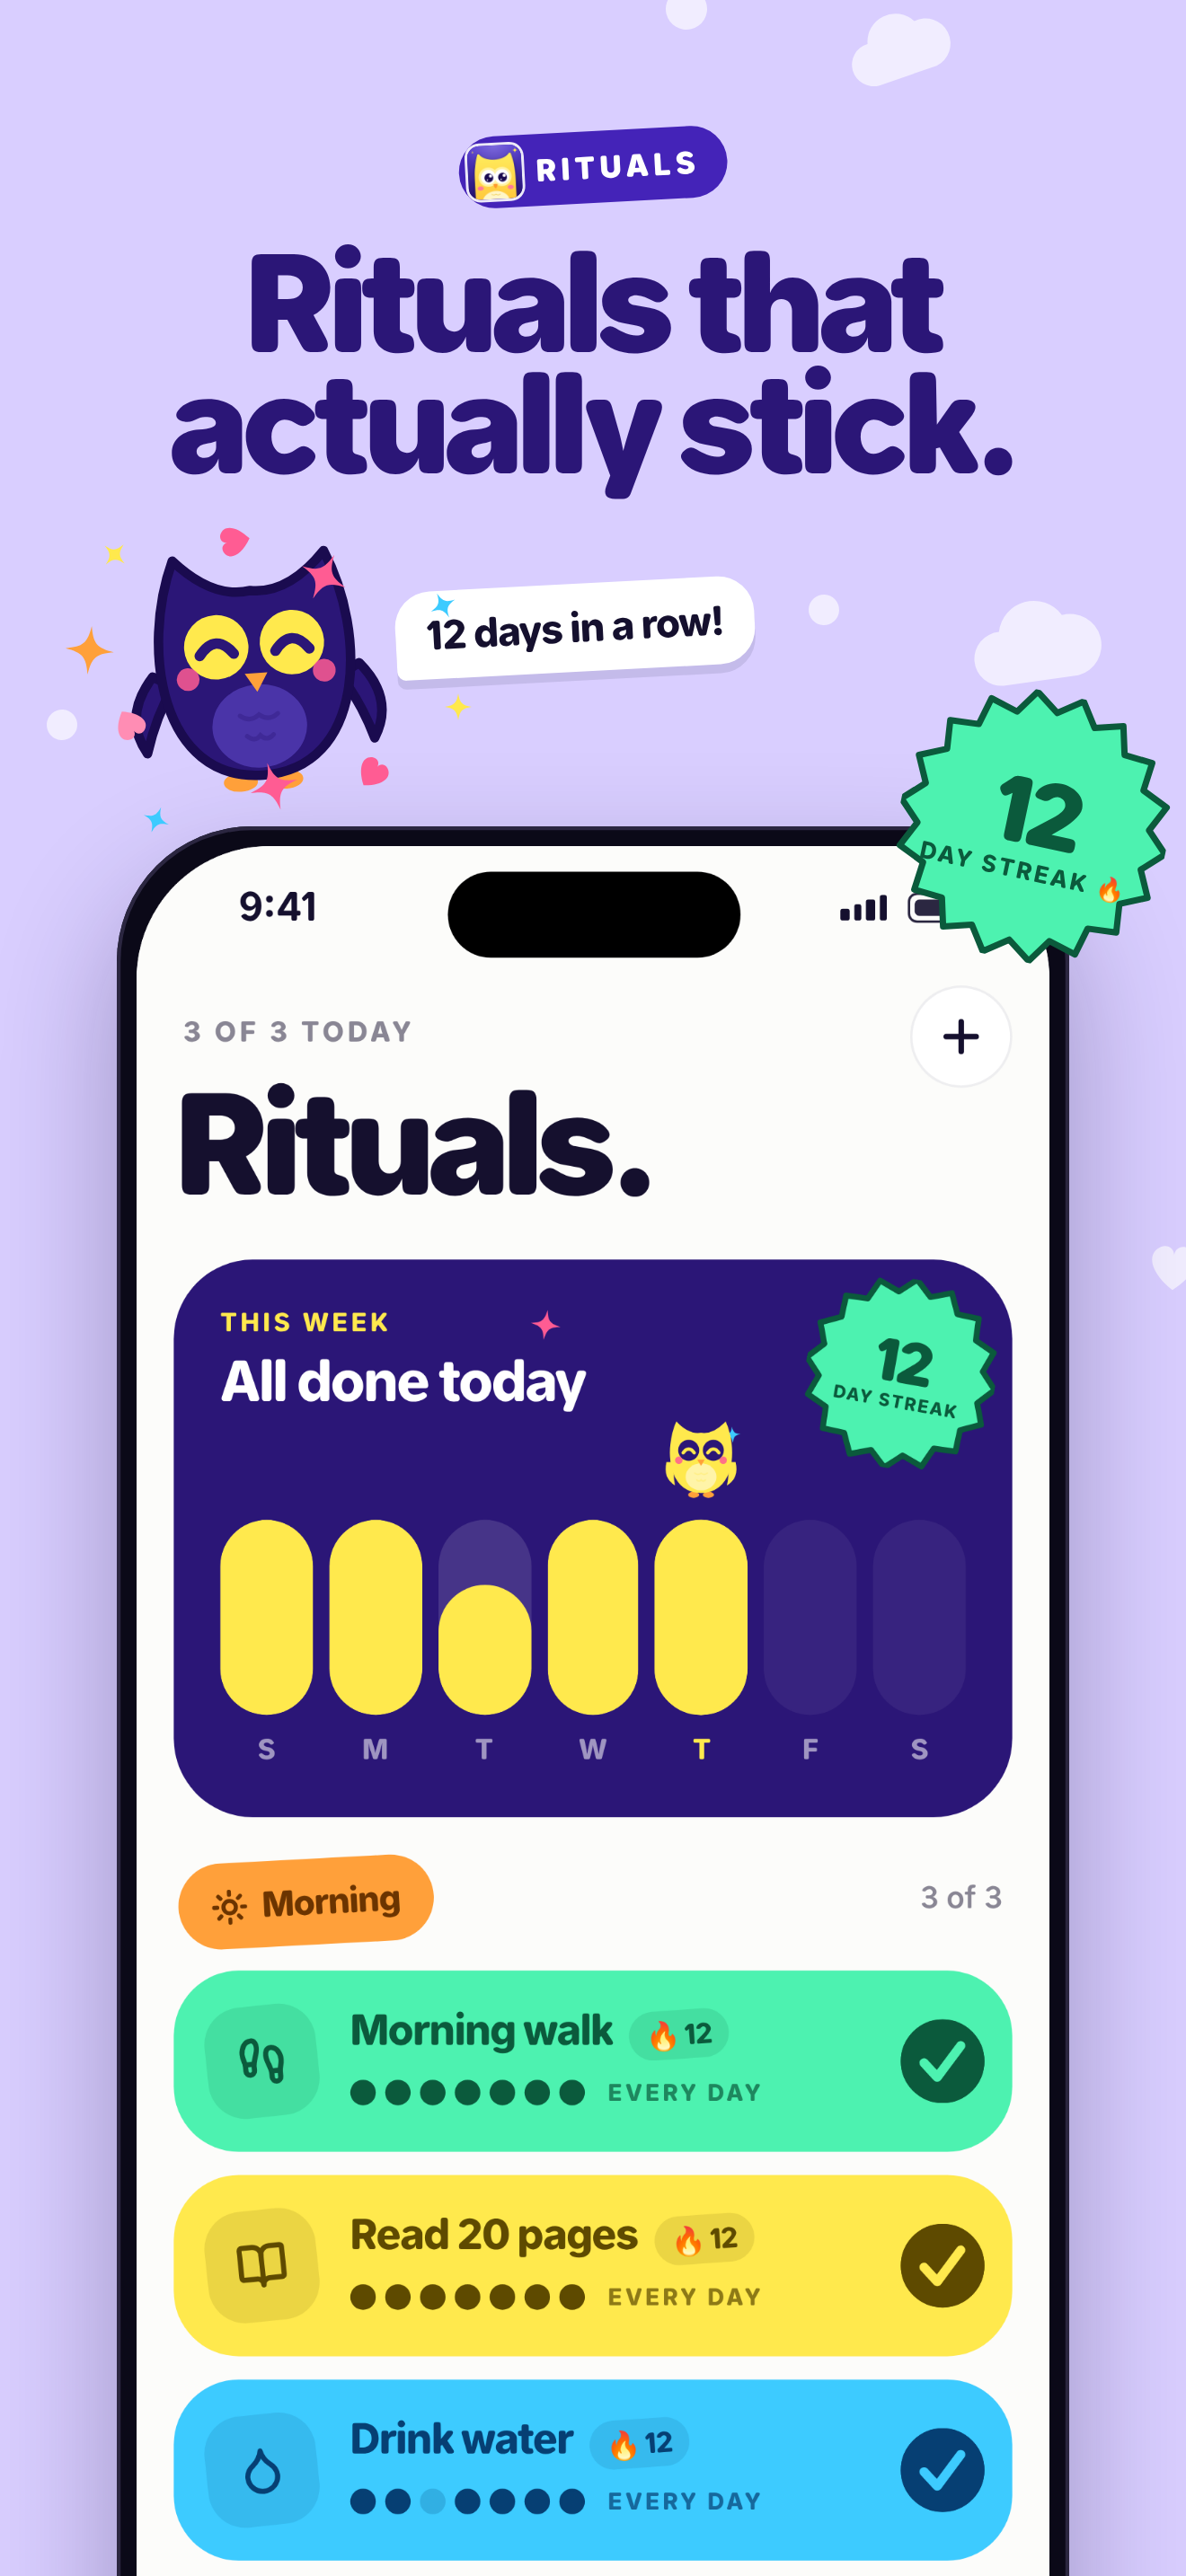 RITUALS
Rituals that
actually stick.
12 days in a row!
12
DAY STREAK 🔥
9:41
3 OF 3 TODAY
Rituals.
THIS WEEK
All done today
12
DAY STREAK
S M T W T F S
Morning
3 of 3
Morning walk 🔥 12
EVERY DAY
Read 20 pages 🔥 12
EVERY DAY
Drink water 🔥 12
EVERY DAY